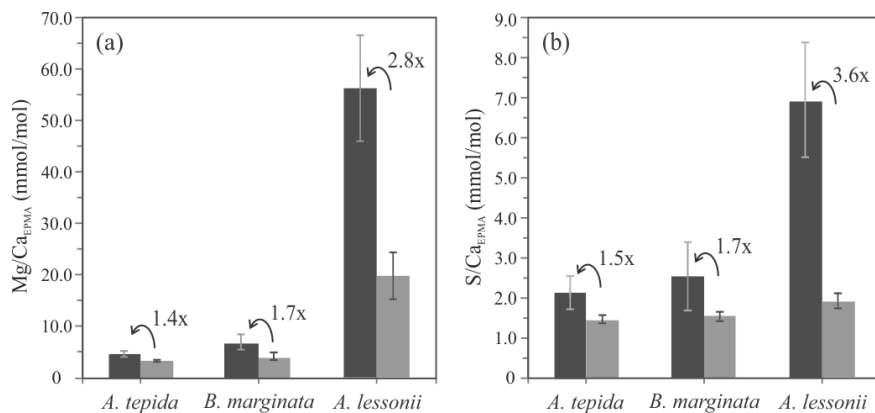 (a)
Mg/Ca_EPMA (mmol/mol)
70.0
60.0
50.0
40.0
30.0
20.0
10.0
0.0
2.8x
1.4x
1.7x
A. tepida B. marginata A. lessonii
(b)
S/Ca_EPMA (mmol/mol)
9.0
8.0
7.0
6.0
5.0
4.0
3.0
2.0
1.0
0
3.6x
1.5x
1.7x
A. tepida B. marginata A. lessonii